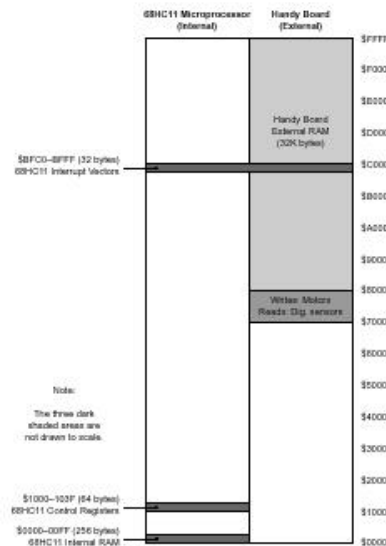 68HC11 Microprocessor
(Internal)
Handy Board
(External)
$FFFF
$F000
$D000
$C000
$A000
$9000
$8000
$7000
$6000
$5000
$4000
$3000
$2000
$1000
$0000
Handy Board
External RAM
(32K bytes)
$BFC0–BFFF (32 bytes)
68HC11 Interrupt Vectors
Writes: Motors
Reads: Dig. sensors
Note:
The three dark
shaded areas are
not drawn to scale.
$1000–103F (64 bytes)
68HC11 Control Registers
$0000–00FF (256 bytes)
68HC11 Internal RAM